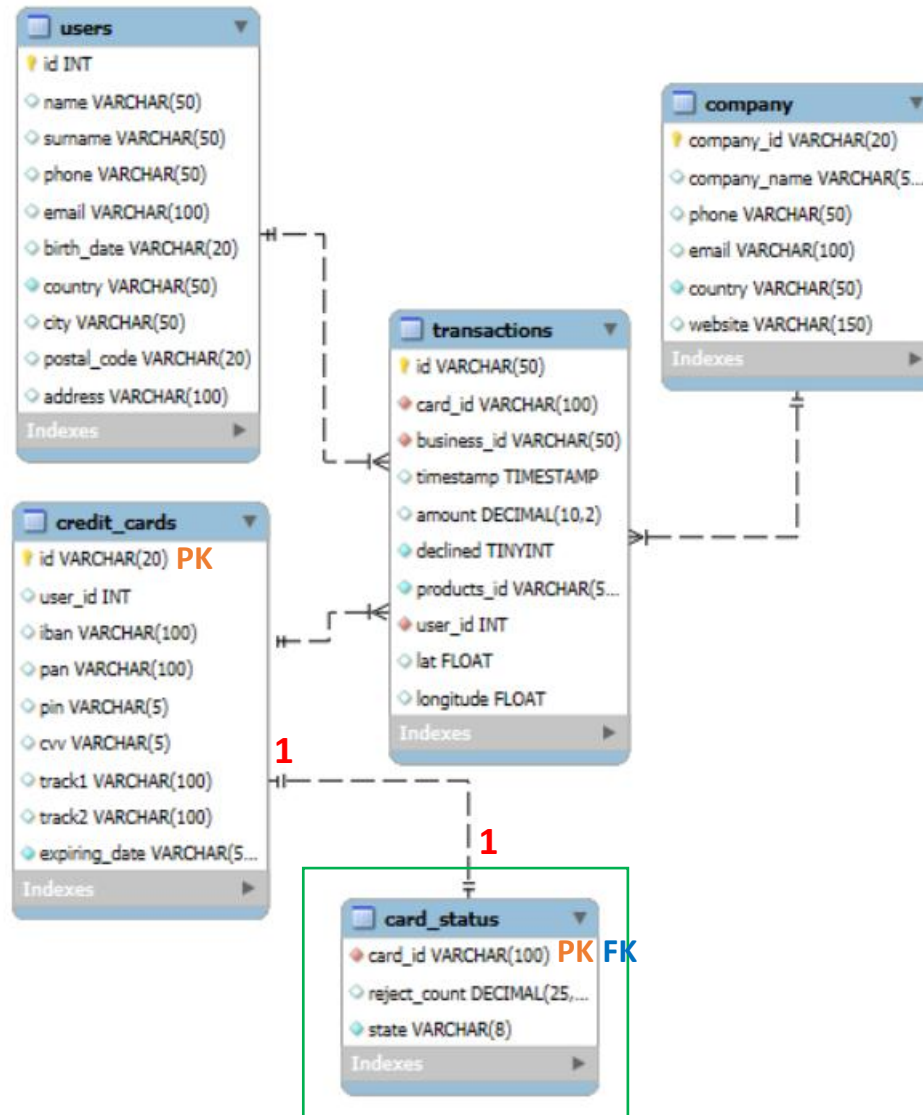 users
id INT
name VARCHAR(50)
surname VARCHAR(50)
phone VARCHAR(50)
email VARCHAR(100)
birth_date VARCHAR(20)
country VARCHAR(50)
city VARCHAR(50)
postal_code VARCHAR(20)
address VARCHAR(100)
Indexes
company
company_id VARCHAR(20)
company_name VARCHAR(5...
phone VARCHAR(50)
email VARCHAR(100)
country VARCHAR(50)
website VARCHAR(150)
Indexes
transactions
id VARCHAR(50)
card_id VARCHAR(100)
business_id VARCHAR(50)
timestamp TIMESTAMP
amount DECIMAL(10,2)
declined TINYINT
products_id VARCHAR(5...
user_id INT
lat FLOAT
longitude FLOAT
Indexes
credit_cards
id VARCHAR(20) PK
user_id INT
iban VARCHAR(100)
pan VARCHAR(100)
pin VARCHAR(5)
cvv VARCHAR(5)
track1 VARCHAR(100)
track2 VARCHAR(100)
expiring_date VARCHAR(5...
Indexes
1
1
card_status
card_id VARCHAR(100) PK FK
reject_count DECIMAL(25,...
state VARCHAR(8)
Indexes